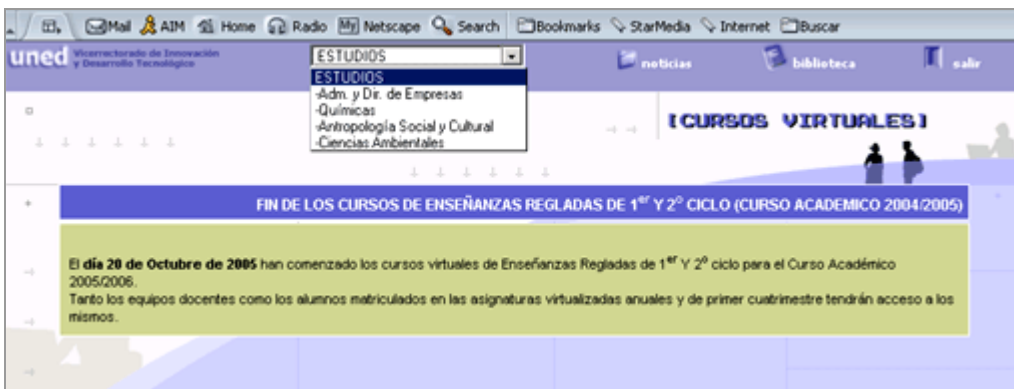 Mail AIM Home Radio My Netscape Search Bookmarks StarMedia Internet Buscar
uned Vicerrectorado de Innovación
y Desarrollo Tecnológico
ESTUDIOS
noticias biblioteca salir
ESTUDIOS
-Adm. y Dir. de Empresas
-Químicas
-Antropología Social y Cultural
-Ciencias Ambientales
[CURSOS VIRTUALES]
FIN DE LOS CURSOS DE ENSEÑANZAS REGLADAS DE 1er Y 2º CICLO (CURSO ACADEMICO 2004/2005)
El día 20 de Octubre de 2005 han comenzado los cursos virtuales de Enseñanzas Regladas de 1er Y 2º ciclo para el Curso Académico
2005/2006.
Tanto los equipos docentes como los alumnos matriculados en las asignaturas virtualizadas anuales y de primer cuatrimestre tendrán acceso a los
mismos.